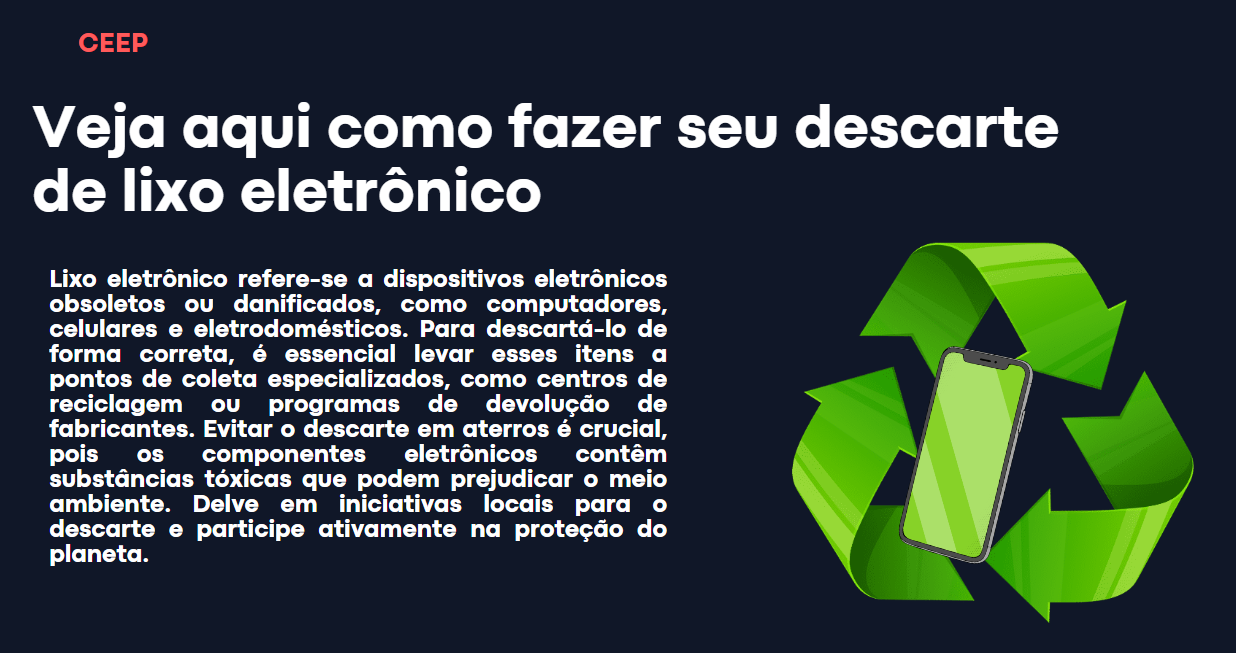 CEEP
Veja aqui como fazer seu descarte
de lixo eletrônico
Lixo eletrônico refere-se a dispositivos eletrônicos
obsoletos ou danificados, como computadores,
celulares e eletrodomésticos. Para descartá-lo de
forma correta, é essencial levar esses itens a
pontos de coleta especializados, como centros de
reciclagem ou programas de devolução de
fabricantes. Evitar o descarte em aterros é crucial,
pois os componentes eletrônicos contêm
substâncias tóxicas que podem prejudicar o meio
ambiente. Delve em iniciativas locais para o
descarte e participe ativamente na proteção do
planeta.